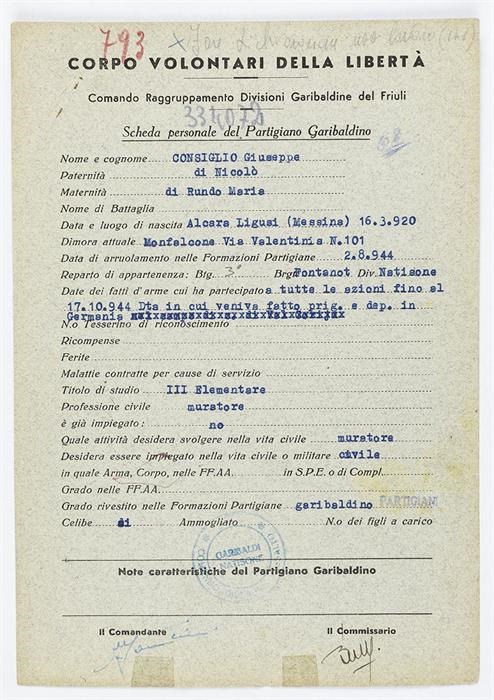 793
CORPO VOLONTARI DELLA LIBERTÀ
Comando Raggruppamento Divisioni Garibaldine del Friuli
334072
Scheda personale del Partigiano Garibaldino
Nome e cognome CONSIGLIO Giuseppe
Paternità di Nicolò
Maternità di Rundo Maria
Nome di Battaglia
Data e luogo di nascita Alcara Ligusi (Messina) 16.3.920
Dimora attuale Monfalcone Via Valentinis N.101
Data di arruolamento nelle Formazioni Partigiane 2.8.944
Reparto di appartenenza: Btg. 3° Brg. Fontanot Div. Natisone
Date dei fatti d'arme cui ha partecipato a tutte le azioni fino al
17.10.944 Dta in cui veniva fatto prig. e dep. in
Germania
N.o Tesserino di riconoscimento
Ricompense
Ferite
Malattie contratte per cause di servizio
Titolo di studio III Elementare
Professione civile muratore
è già impiegato: no
Quale attività desidera svolgere nella vita civile muratore
Desidera essere impiegato nella vita civile o militare civile
in quale Arma, Corpo, nelle FF.AA. in S.P.E. o di Compl.
Grado nelle FF.AA.
Grado rivestito nelle Formazioni Partigiane garibaldino PARTIGIAN
Celibe Ammogliato N.o dei figli a carico
GARIBALDI
NATISONE
Note caratteristiche del Partigiano Garibaldino
Il Comandante Il Commissario